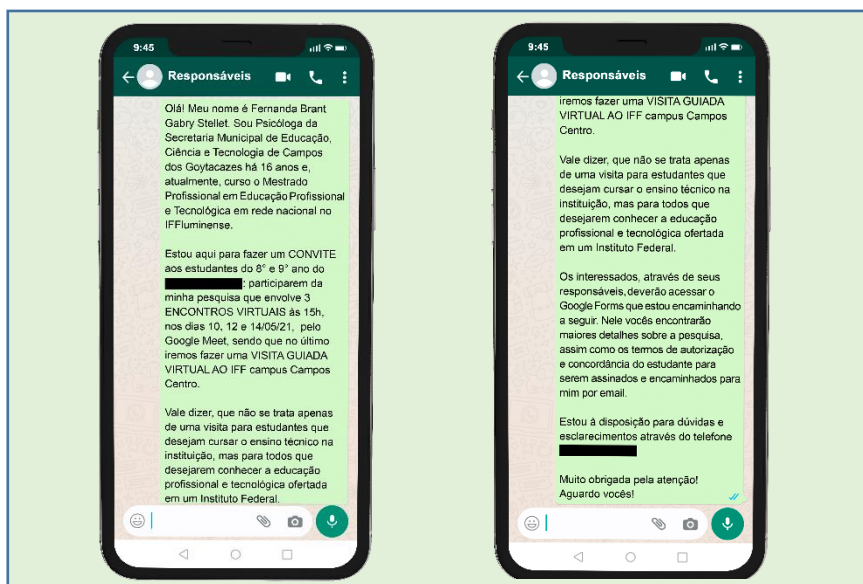 9:45
Responsáveis
Olá! Meu nome é Fernanda Brant
Gabry Stellet. Sou Psicóloga da
Secretaria Municipal de Educação,
Ciência e Tecnologia de Campos
dos Goytacazes há 16 anos e,
atualmente, curso o Mestrado
Profissional em Educação Profissional
e Tecnológica em rede nacional no
IFFluminense.
Estou aqui para fazer um CONVITE
aos estudantes do 8° e 9° ano do
: participarem da
minha pesquisa que envolve 3
ENCONTROS VIRTUAIS às 15h,
nos dias 10, 12 e 14/05/21, pelo
Google Meet, sendo que no último
iremos fazer uma VISITA GUIADA
VIRTUAL AO IFF campus Campos
Centro.
Vale dizer, que não se trata apenas
de uma visita para estudantes que
desejam cursar o ensino técnico na
instituição, mas para todos que
desejarem conhecer a educação
profissional e tecnológica ofertada
em um Instituto Federal.
9:45
Responsáveis
iremos fazer uma VISITA GUIADA
VIRTUAL AO IFF campus Campos
Centro.
Vale dizer, que não se trata apenas
de uma visita para estudantes que
desejam cursar o ensino técnico na
instituição, mas para todos que
desejarem conhecer a educação
profissional e tecnológica ofertada
em um Instituto Federal.
Os interessados, através de seus
responsáveis, deverão acessar o
Google Forms que estou encaminhando
a seguir. Nele vocês encontrarão
maiores detalhes sobre a pesquisa,
assim como os termos de autorização
e concordância do estudante para
serem assinados e encaminhados para
mim por email.
Estou à disposição para dúvidas e
esclarecimentos através do telefone
Muito obrigada pela atenção!
Aguardo vocês!